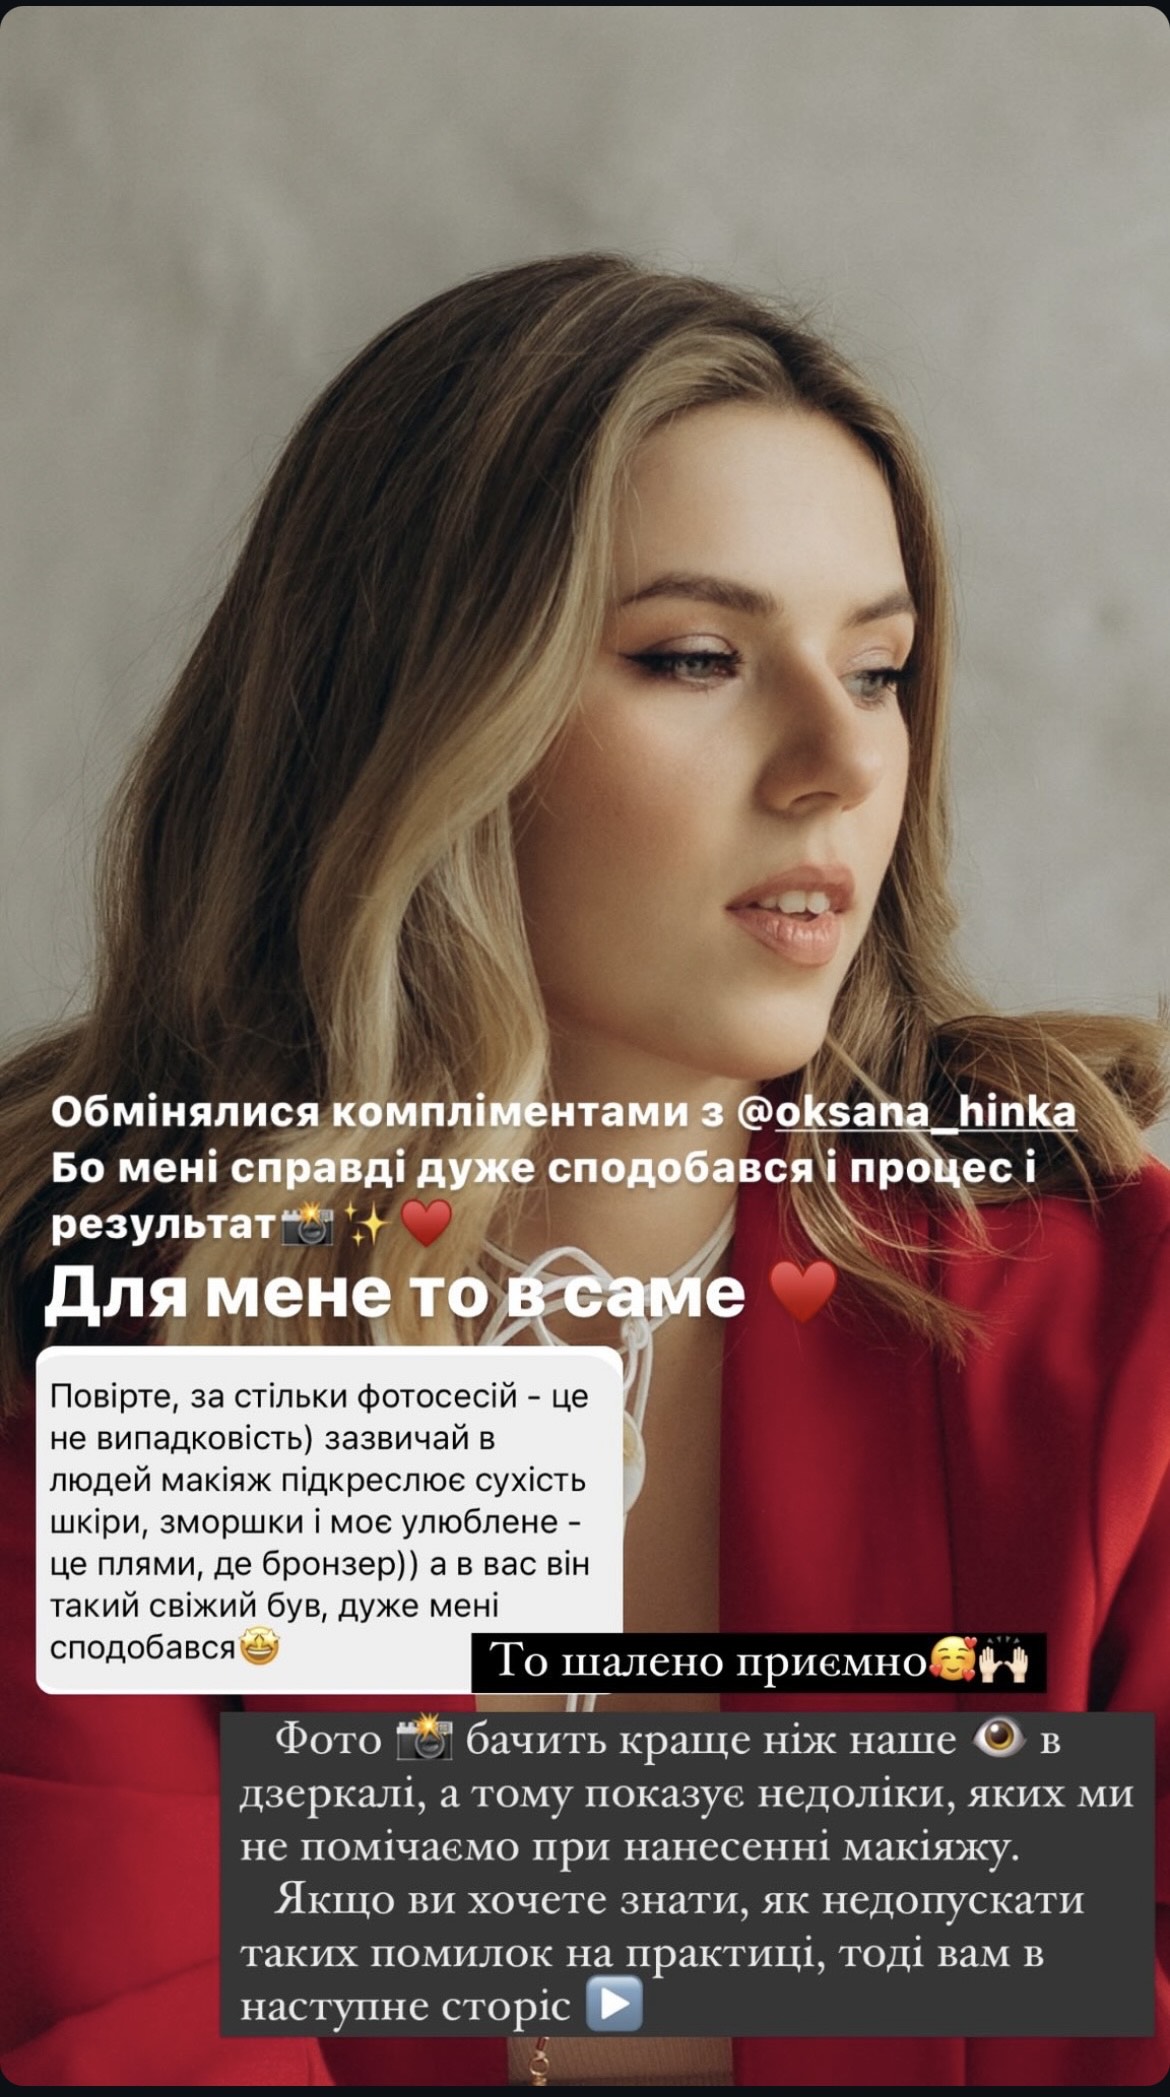 Обмінялися компліментами з @oksana_hinka
Бо мені справді дуже сподобався і процес і
результат📸✨♥️
Для мене то в саме ♥️
Повірте, за стільки фотосесій - це
не випадковість) зазвичай в
людей макіяж підкреслює сухість
шкіри, зморшки і моє улюблене -
це плями, де бронзер)) а в вас він
такий свіжий був, дуже мені
сподобався🤩
То шалено приємно🥰🙌🏻
Фото 📸 бачить краще ніж наше 👁️ в
дзеркалі, а тому показує недоліки, яких ми
не помічаємо при нанесенні макіяжу.
Якщо ви хочете знати, як недопускати
таких помилок на практиці, тоді вам в
наступне сторіс ▶️